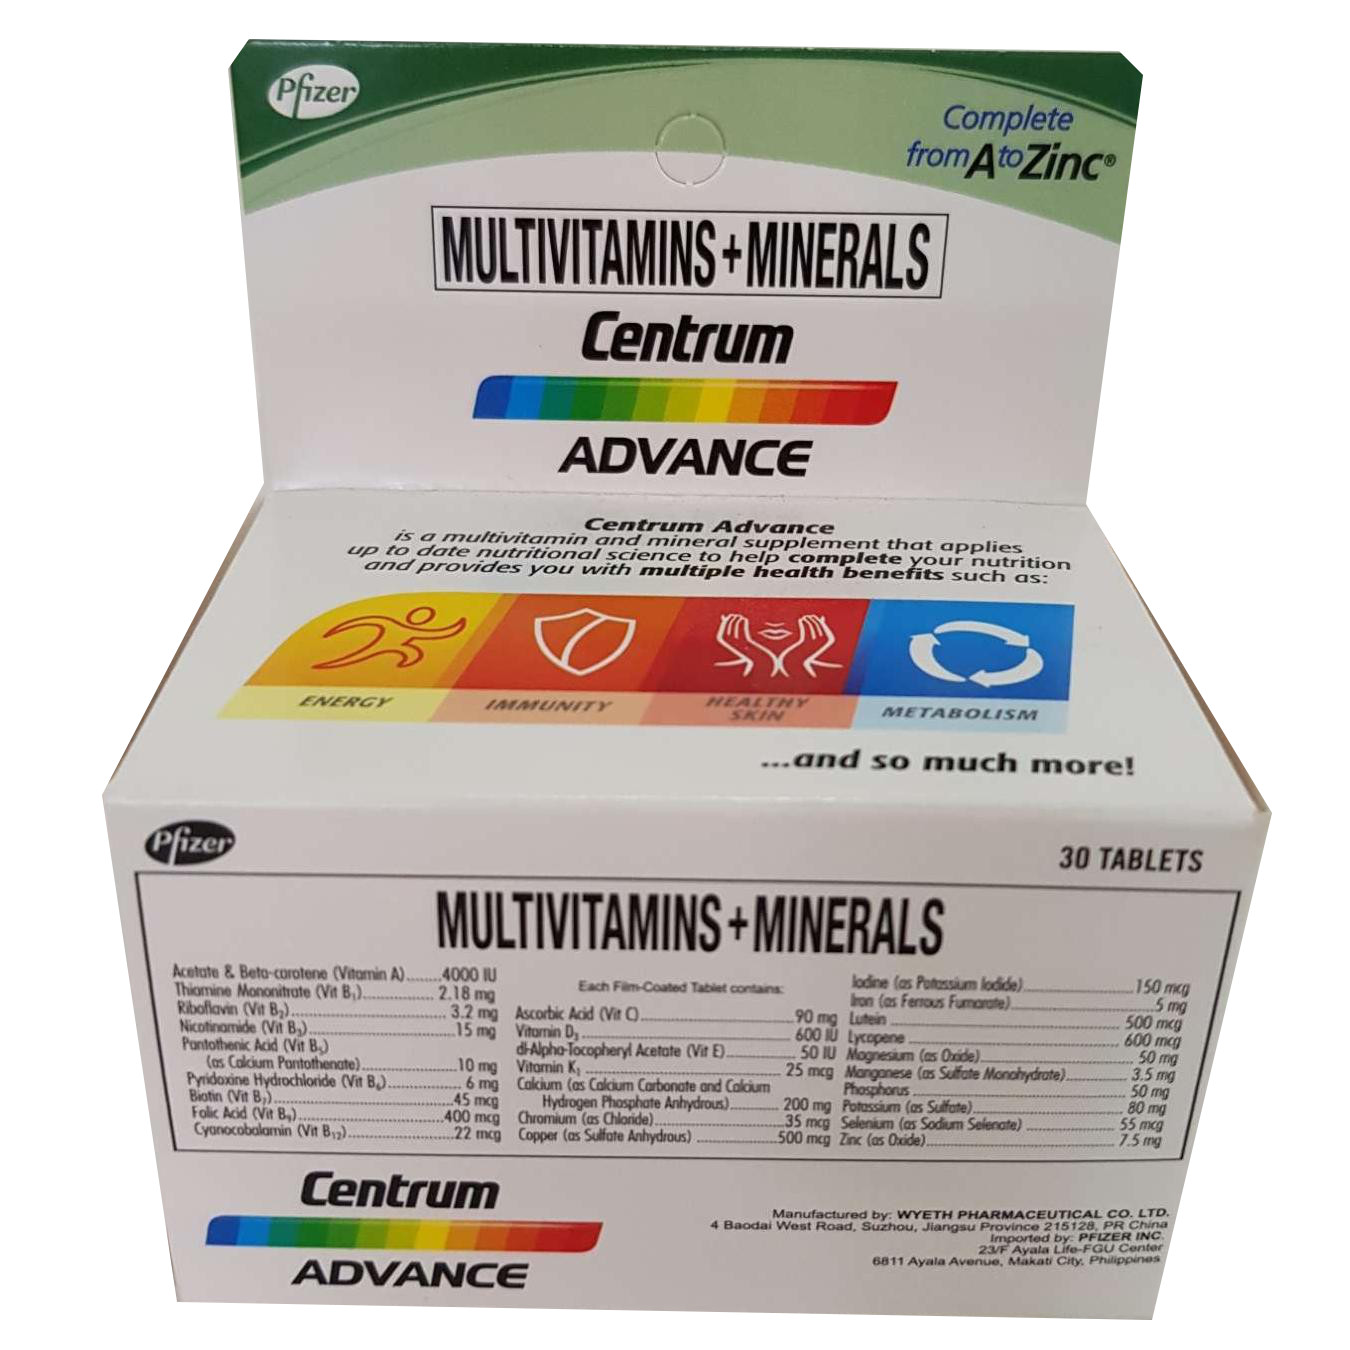 Pfizer
Complete
from A to Zinc®
MULTIVITAMINS+MINERALS
Centrum
ADVANCE
Centrum Advance
is a multivitamin and mineral supplement that applies
up to date nutritional science to help complete your nutrition
and provides you with multiple health benefits such as:
ENERGY
IMMUNITY
HEALTHY
SKIN
METABOLISM
...and so much more!
Pfizer
30 TABLETS
MULTIVITAMINS+MINERALS
Acetate & Beta-carotene (Vitamin A).......4000 IU
Thiamine Mononitrate (Vit B₁)............. 2.18 mg
Riboflavin (Vit B₂)............................ 3.2 mg
Nicotinamide (Vit B₃)...........................15 mg
Pantothenic Acid (Vit B₅)
(as Calcium Pantothenate)...............10 mg
Pyridoxine Hydrochloride (Vit B₆)............ 6 mg
Biotin (Vit B₇)................................45 mcg
Folic Acid (Vit B₉)...........................400 mcg
Cyanocobalamin (Vit B₁₂)....................22 mcg
Each Film-Coated Tablet contains:
Ascorbic Acid (Vit C)..........................90 mg
Vitamin D₃ .................................... 600 IU
dl-Alpha-Tocopheryl Acetate (Vit E)............ 50 IU
Vitamin K₁ .................................... 25 mcg
Calcium (as Calcium Carbonate and Calcium
Hydrogen Phosphate Anhydrous)......... 200 mg
Chromium (as Chloride)......................35 mcg
Copper (as Sulfate Anhydrous) ..............500 mcg
Iodine (as Potassium Iodide)...................150 mcg
Iron (as Ferrous Fumarate)........................5 mg
Lutein ........................................ 500 mcg
Lycopene ..................................... 600 mcg
Magnesium (as Oxide)........................... 50 mg
Manganese (as Sulfate Monohydrate)........... 3.5 mg
Phosphorus .................................... 50 mg
Potassium (as Sulfate).......................... 80 mg
Selenium (as Sodium Selenate) ............... 55 mcg
Zinc (as Oxide)................................. 7.5 mg
Centrum
ADVANCE
Manufactured by: WYETH PHARMACEUTICAL CO. LTD.
4 Baodai West Road, Suzhou, Jiangsu Province 215128, PR China
Imported by: PFIZER INC.
23/F Ayala Life-FGU Center
6811 Ayala Avenue, Makati City, Philippines